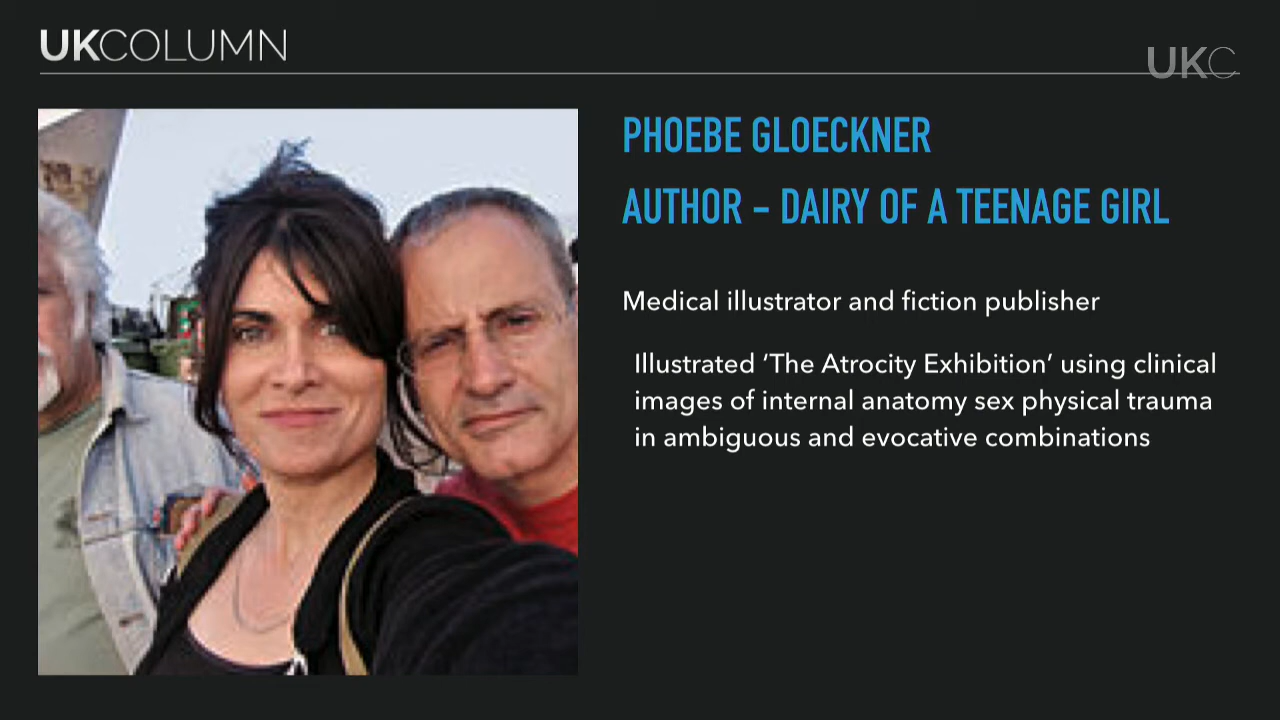 UKCOLUMN
UKC
PHOEBE GLOECKNER
AUTHOR – DAIRY OF A TEENAGE GIRL
Medical illustrator and fiction publisher
Illustrated ‘The Atrocity Exhibition’ using clinical
images of internal anatomy sex physical trauma
in ambiguous and evocative combinations